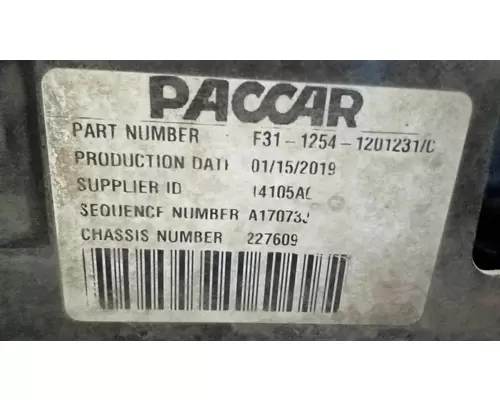 PACCAR
PART NUMBER F31-1254-1201231/C
PRODUCTION DATE 01/15/2019
SUPPLIER ID
SEQUENCE NUMBER
CHASSIS NUMBER 227609